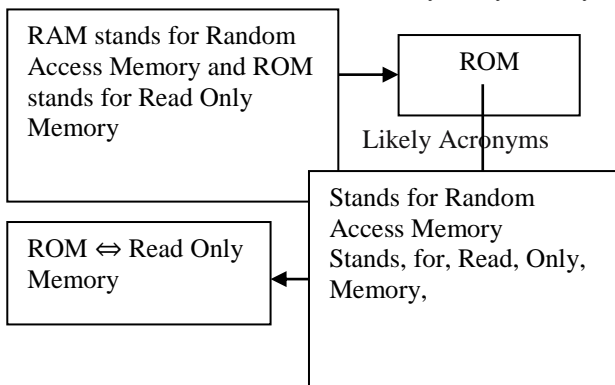 RAM stands for Random
Access Memory and ROM
stands for Read Only
Memory
ROM
Likely Acronyms
Stands for Random
Access Memory
Stands, for, Read, Only,
Memory,
ROM ⇔ Read Only
Memory